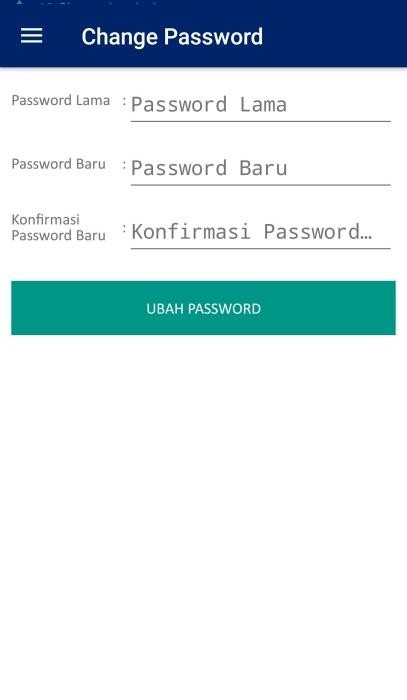 Change Password
Password Lama : Password Lama
Password Baru : Password Baru
Konfirmasi
Password Baru : Konfirmasi Password...
UBAH PASSWORD